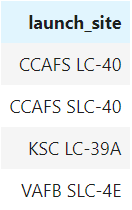 launch_site
CCAFS LC-40
CCAFS SLC-40
KSC LC-39A
VAFB SLC-4E